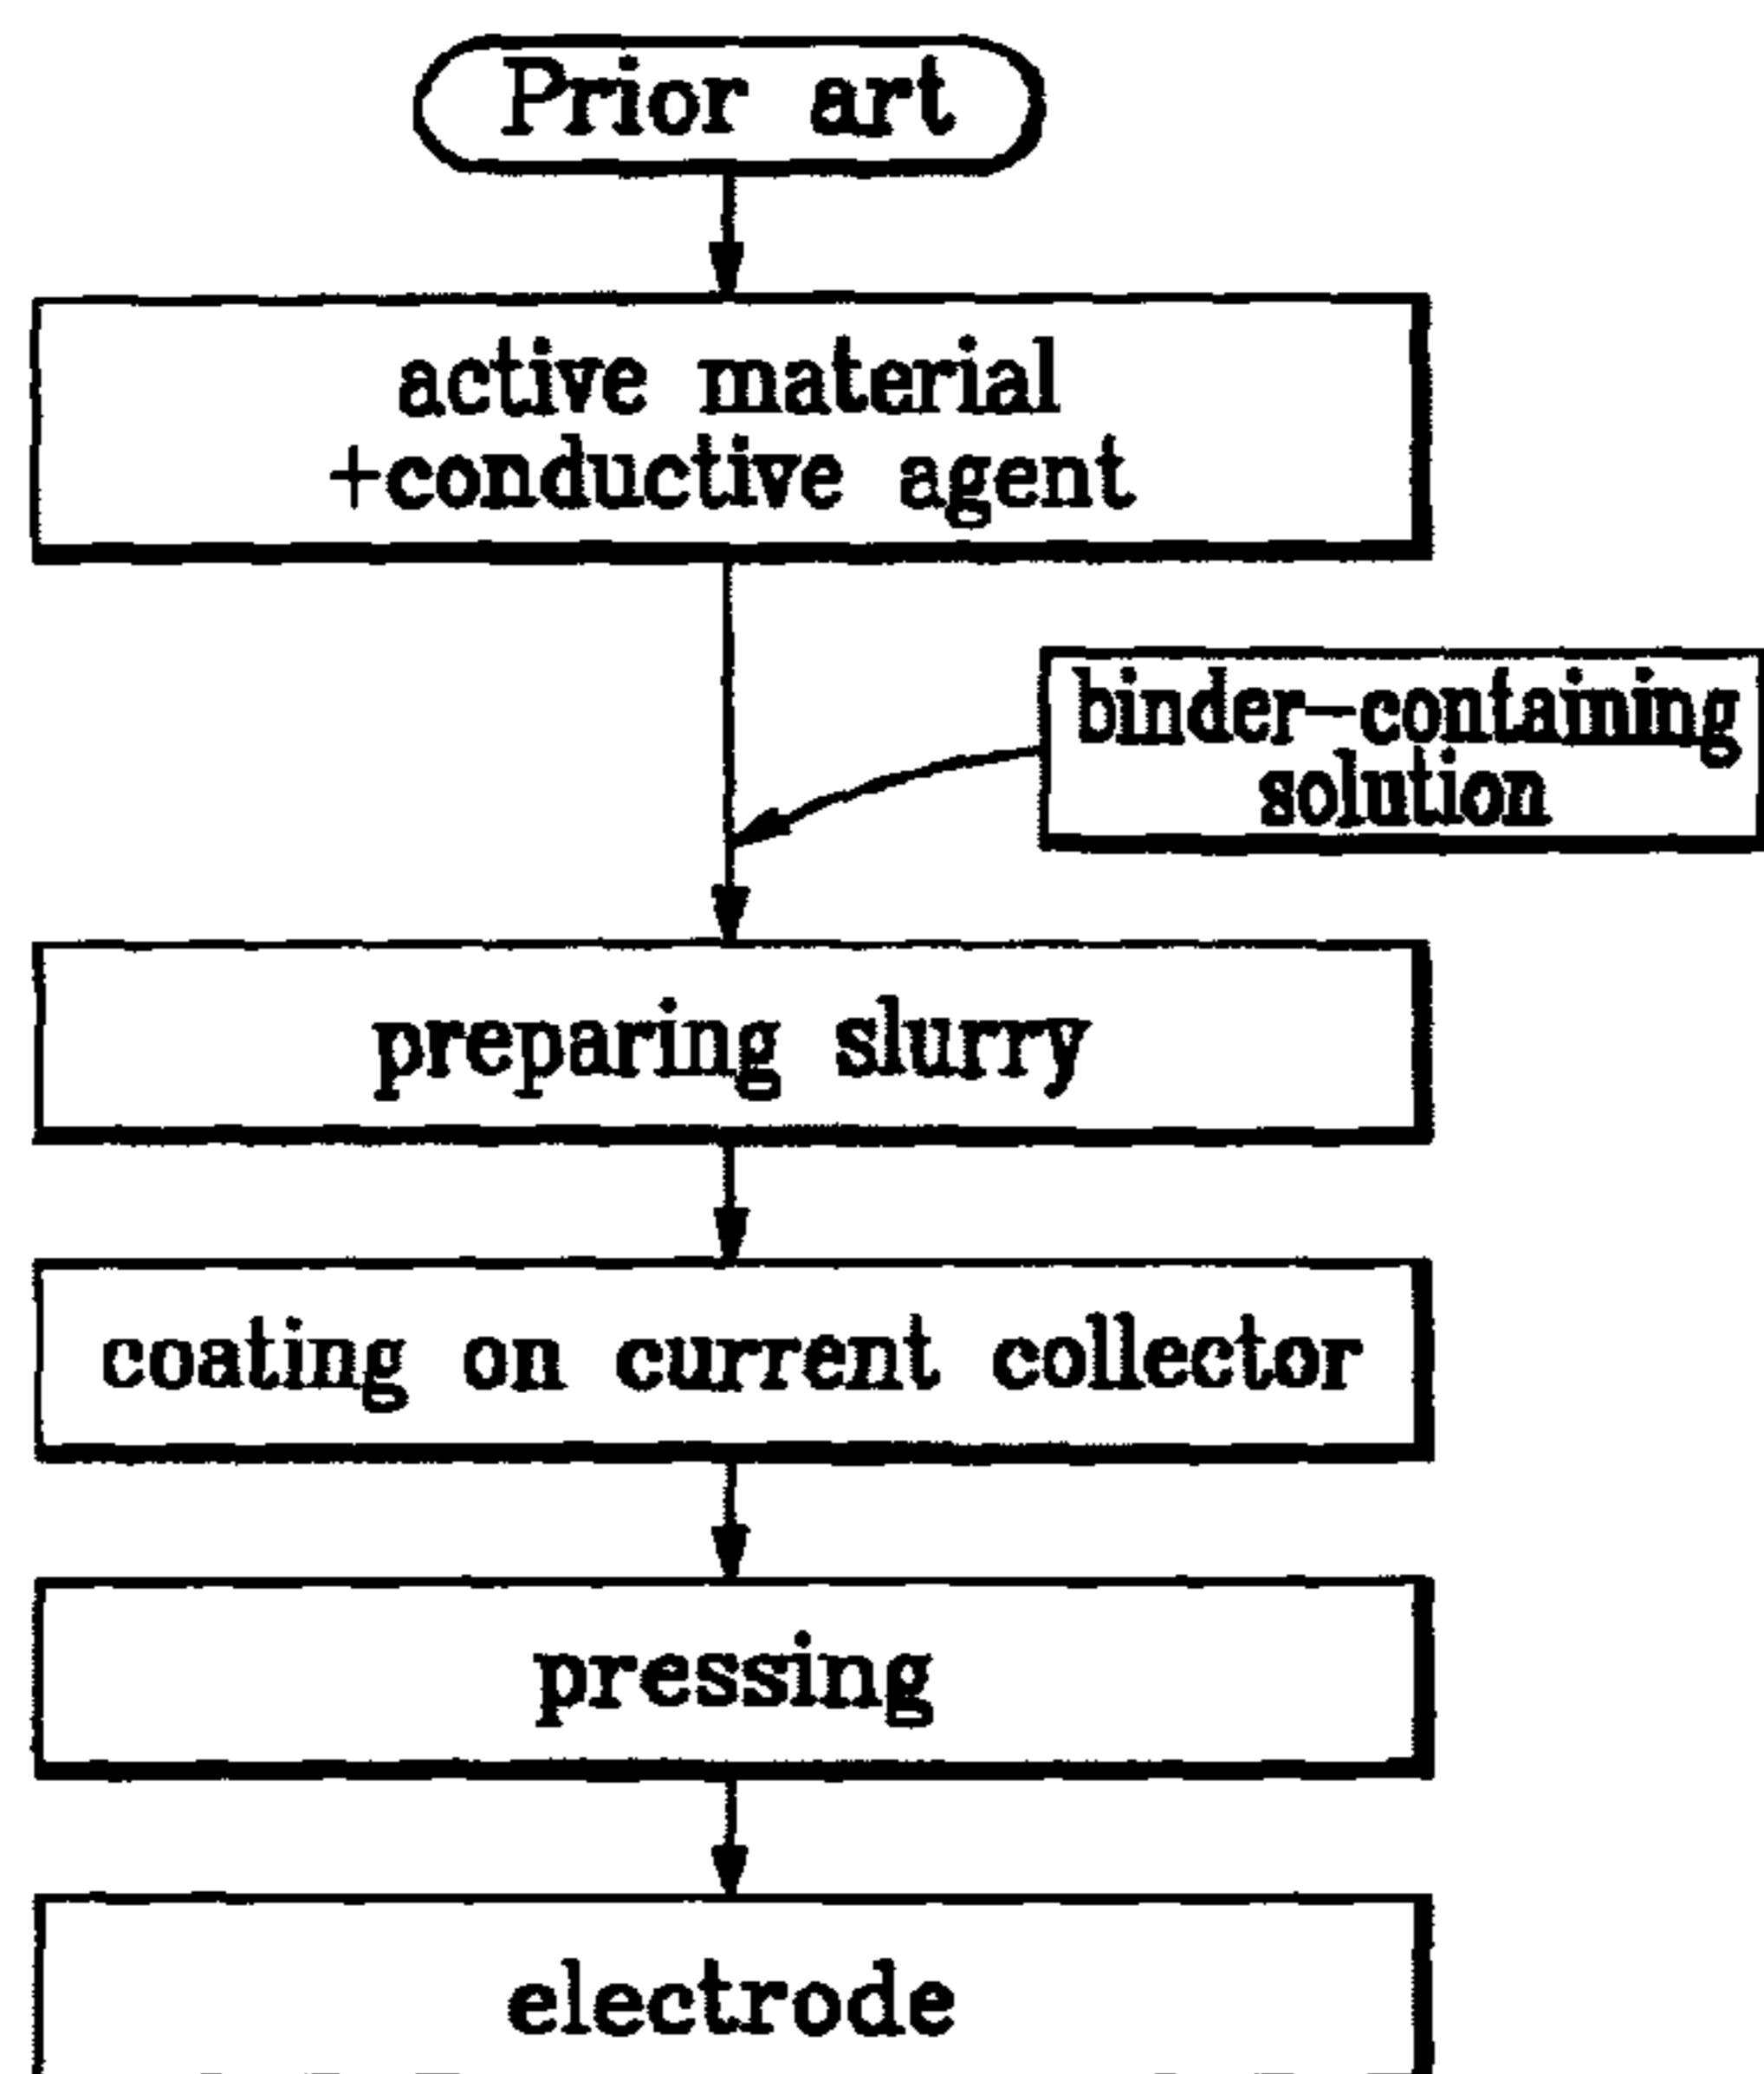 Prior art
active material
+conductive agent
binder-containing
solution
preparing slurry
coating on current collector
pressing
electrode